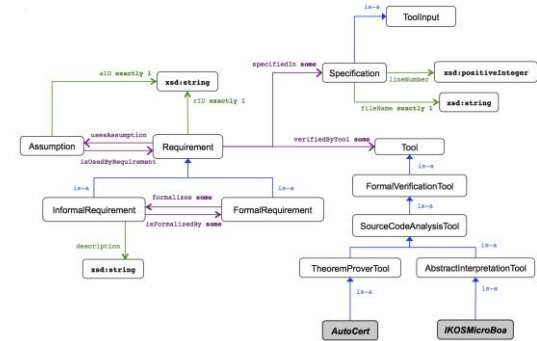 is-a
ToolInput
specifiedIn some
aID exactly 1
xsd:string
Specification
lineNumber
xsd:positiveInteger
rID exactly 1
fileName exactly 1
xsd:string
usesAssumption
verifiedByTool some
Assumption
Requirement
Tool
isUsedByRequirement
is-a
is-a
is-a
FormalVerificationTool
formalizes some
InformalRequirement
FormalRequirement
is-a
isFormalizedBy some
SourceCodeAnalysisTool
description
is-a
is-a
xsd:string
TheoremProverTool
AbstractInterpretationTool
is-a
is-a
AutoCert
IKOSMicroBoa